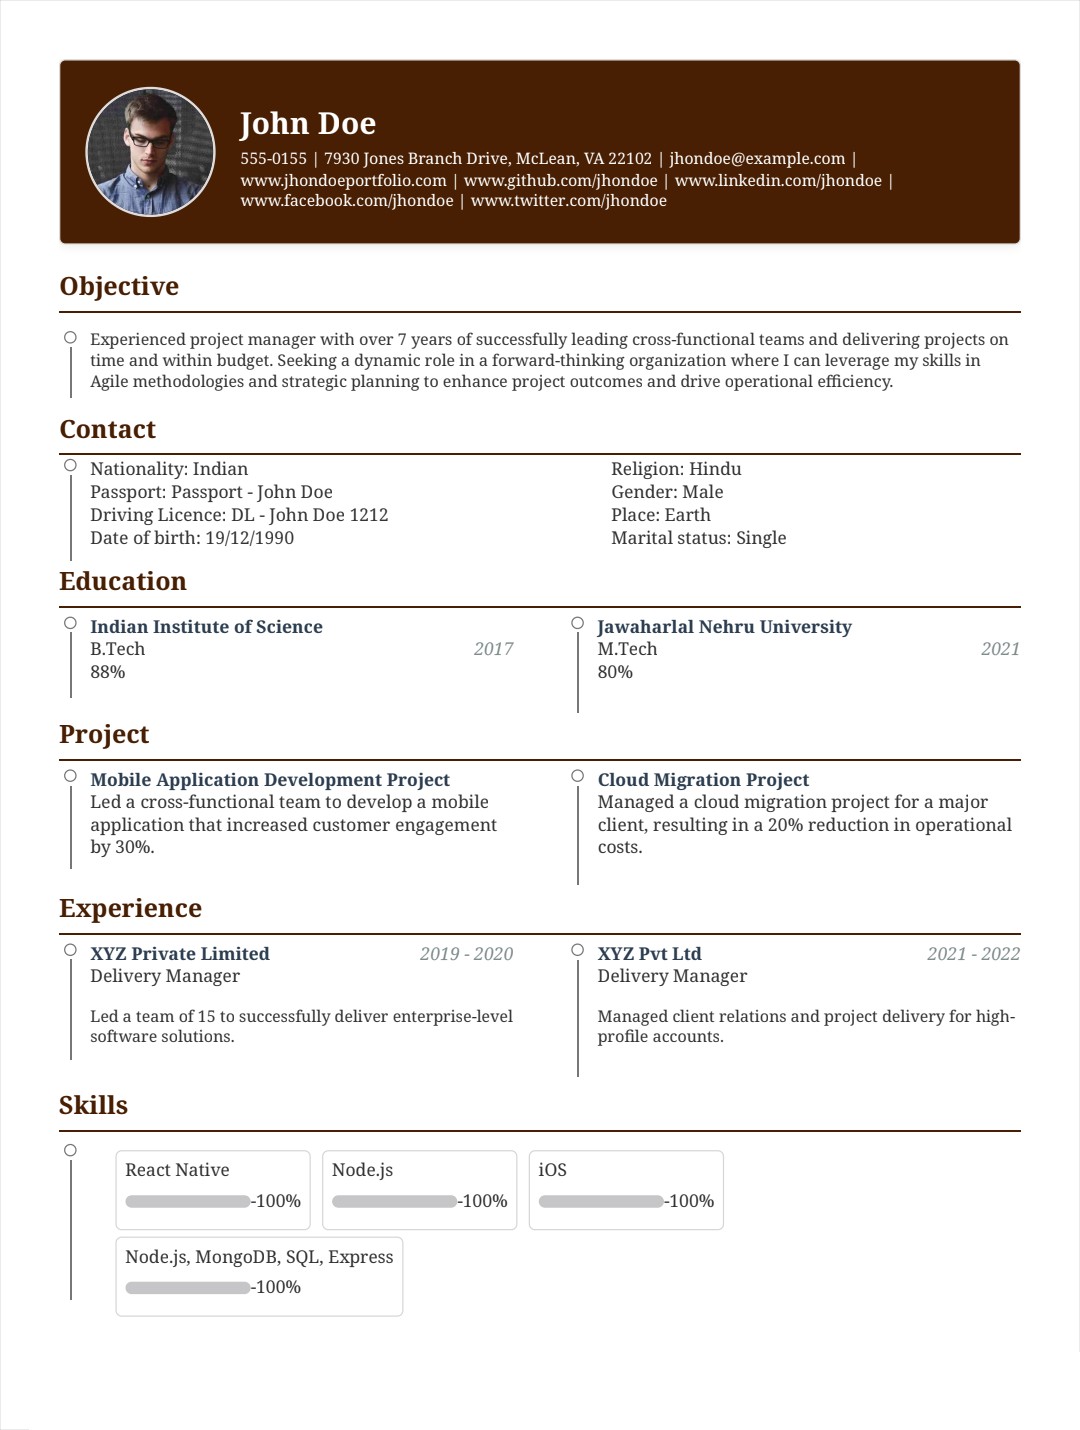 John Doe
555-0155 | 7930 Jones Branch Drive, McLean, VA 22102 | jhondoe@example.com |
www.jhondoeportfolio.com | www.github.com/jhondoe | www.linkedin.com/jhondoe |
www.facebook.com/jhondoe | www.twitter.com/jhondoe
Objective
Experienced project manager with over 7 years of successfully leading cross-functional teams and delivering projects on
time and within budget. Seeking a dynamic role in a forward-thinking organization where I can leverage my skills in
Agile methodologies and strategic planning to enhance project outcomes and drive operational efficiency.
Contact
Nationality: Indian
Passport: Passport - John Doe
Driving Licence: DL - John Doe 1212
Date of birth: 19/12/1990
Religion: Hindu
Gender: Male
Place: Earth
Marital status: Single
Education
Indian Institute of Science
B.Tech 2017
88%
Jawaharlal Nehru University
M.Tech 2021
80%
Project
Mobile Application Development Project
Led a cross-functional team to develop a mobile
application that increased customer engagement
by 30%.
Cloud Migration Project
Managed a cloud migration project for a major
client, resulting in a 20% reduction in operational
costs.
Experience
XYZ Private Limited 2019 - 2020
Delivery Manager
Led a team of 15 to successfully deliver enterprise-level
software solutions.
XYZ Pvt Ltd 2021 - 2022
Delivery Manager
Managed client relations and project delivery for high-
profile accounts.
Skills
React Native
-100%
Node.js
-100%
iOS
-100%
Node.js, MongoDB, SQL, Express
-100%